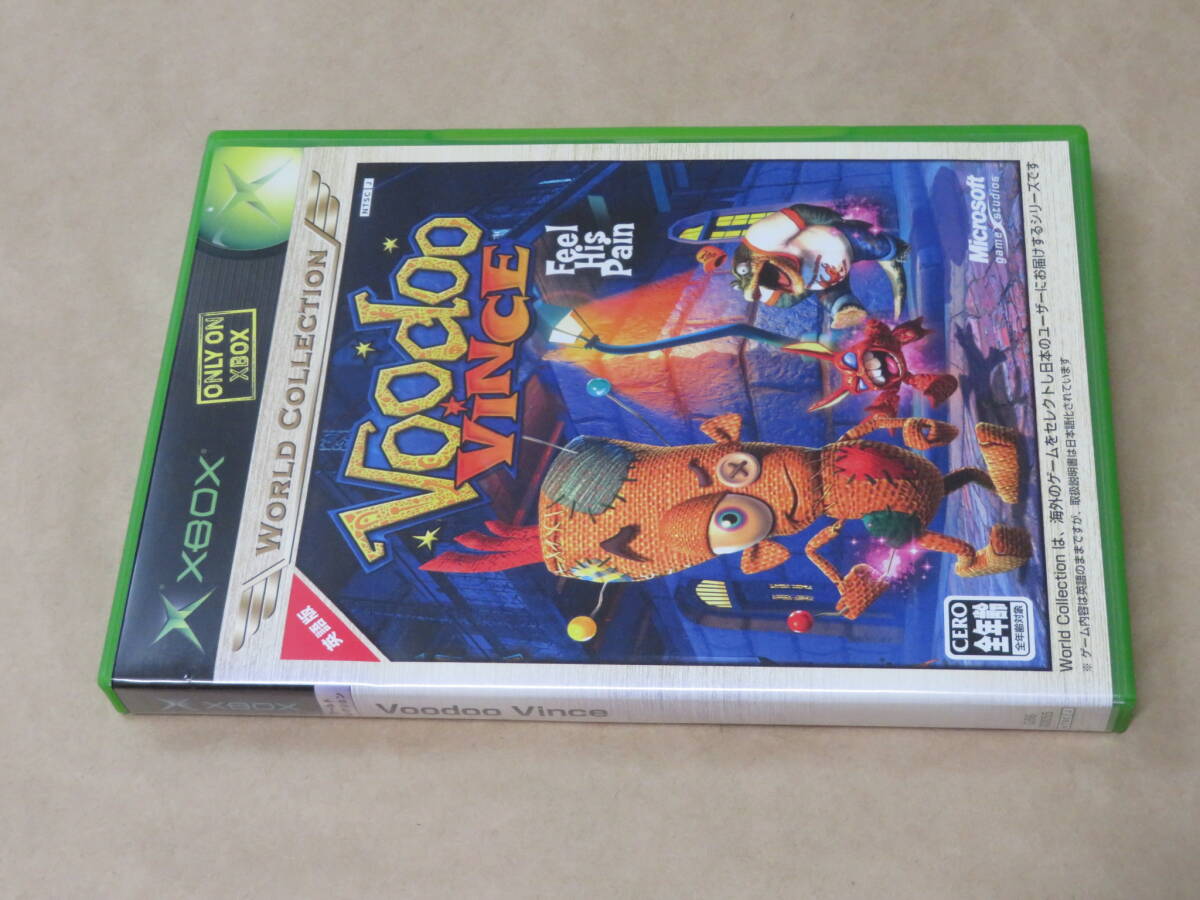 XBOX
ONLY ON
XBOX
WORLD COLLECTION
英語版
NTSC J
Voodoo
VINCE™
Feel
His
Pain
Microsoft
game studios
CERO
全年齢
全年齢対象
World Collection は、海外のゲームをセレクトし日本のユーザーにお届けするシリーズです
※ ゲーム内容は英語のままですが、取扱説明書は日本語化されています
XBOX
Voodoo Vince